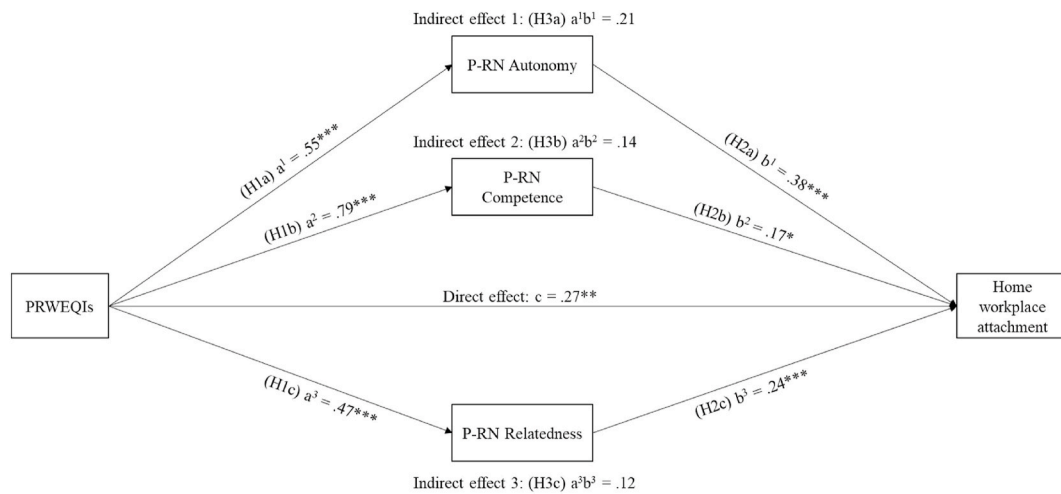 Indirect effect 1: (H3a) a¹b¹ = .21
P-RN Autonomy
(H1a) a¹ = .55***
(H2a) b¹ = .38***
Indirect effect 2: (H3b) a²b² = .14
P-RN
Competence
(H1b) a² = .79***
(H2b) b² = .17*
PRWEQIs
Direct effect: c = .27**
Home
workplace
attachment
(H1c) a³ = .47***
(H2c) b³ = .24***
P-RN Relatedness
Indirect effect 3: (H3c) a³b³ = .12